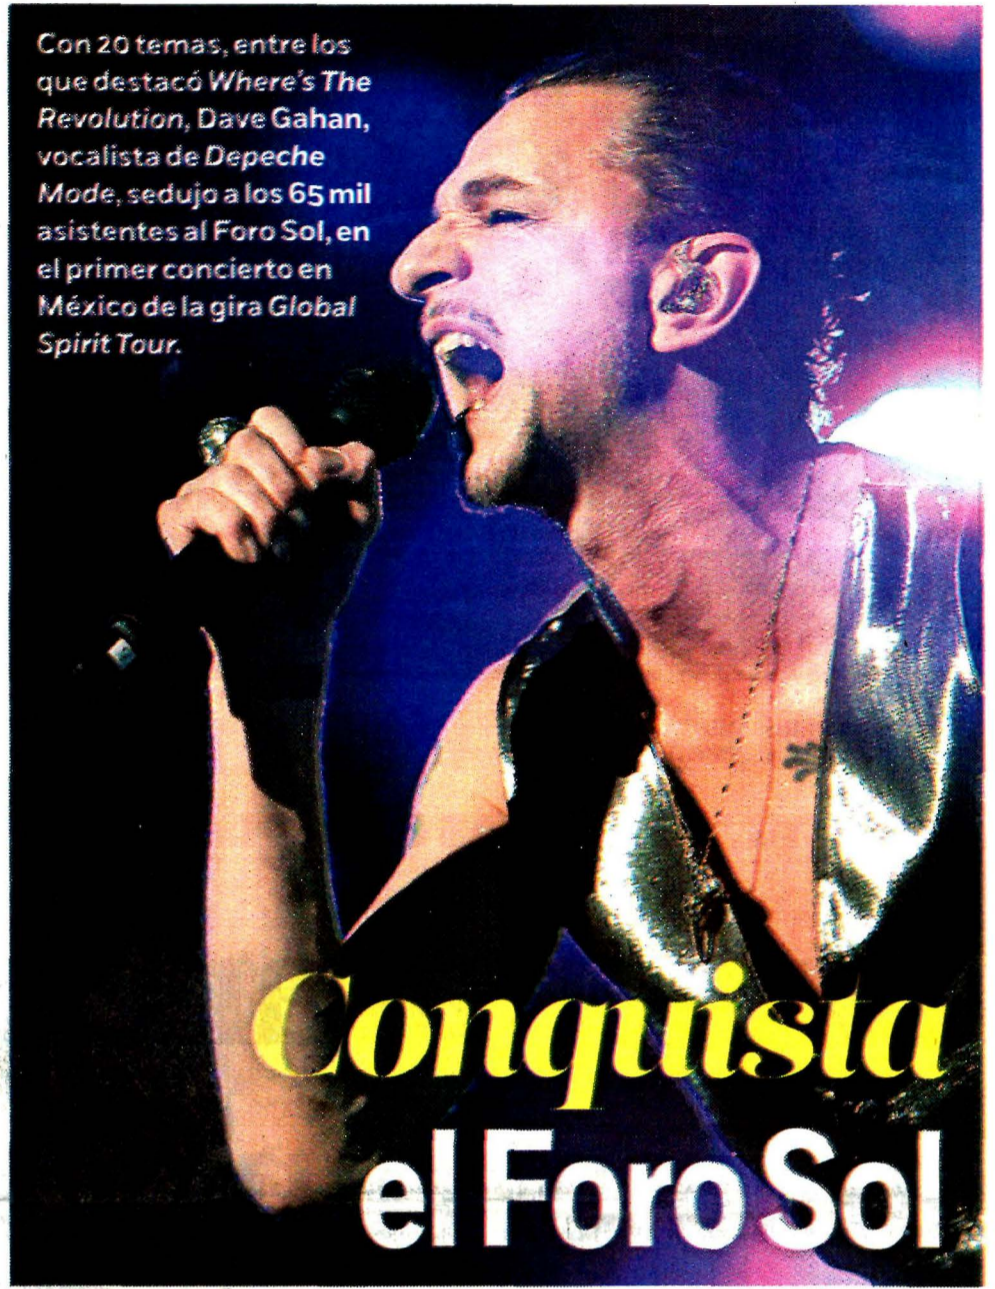 Con 20 temas, entre los
que destacó Where's The
Revolution, Dave Gahan,
vocalista de Depeche
Mode, sedujo a los 65 mil
asistentes al Foro Sol, en
el primer concierto en
México de la gira Global
Spirit Tour.
Conquista
el Foro Sol